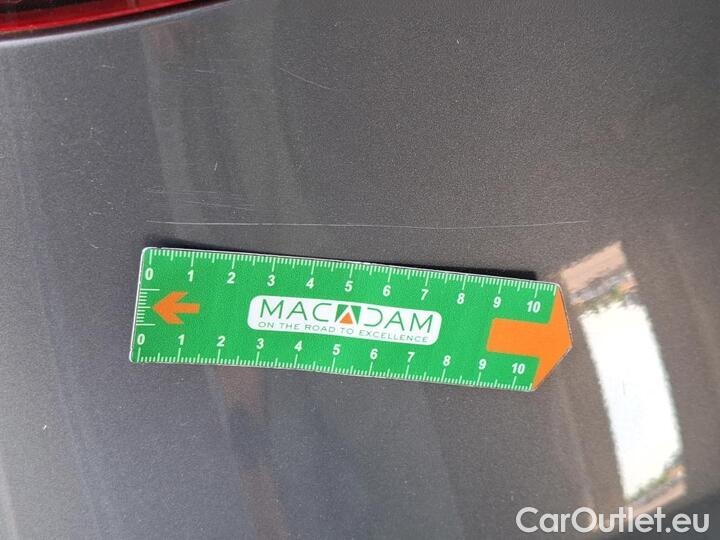 0 1 2 3 4 5 6 7 8 9 10
MACADAM
ON THE ROAD TO EXCELLENCE
0 1 2 3 4 5 6 7 8 9 10
CarOutlet.eu